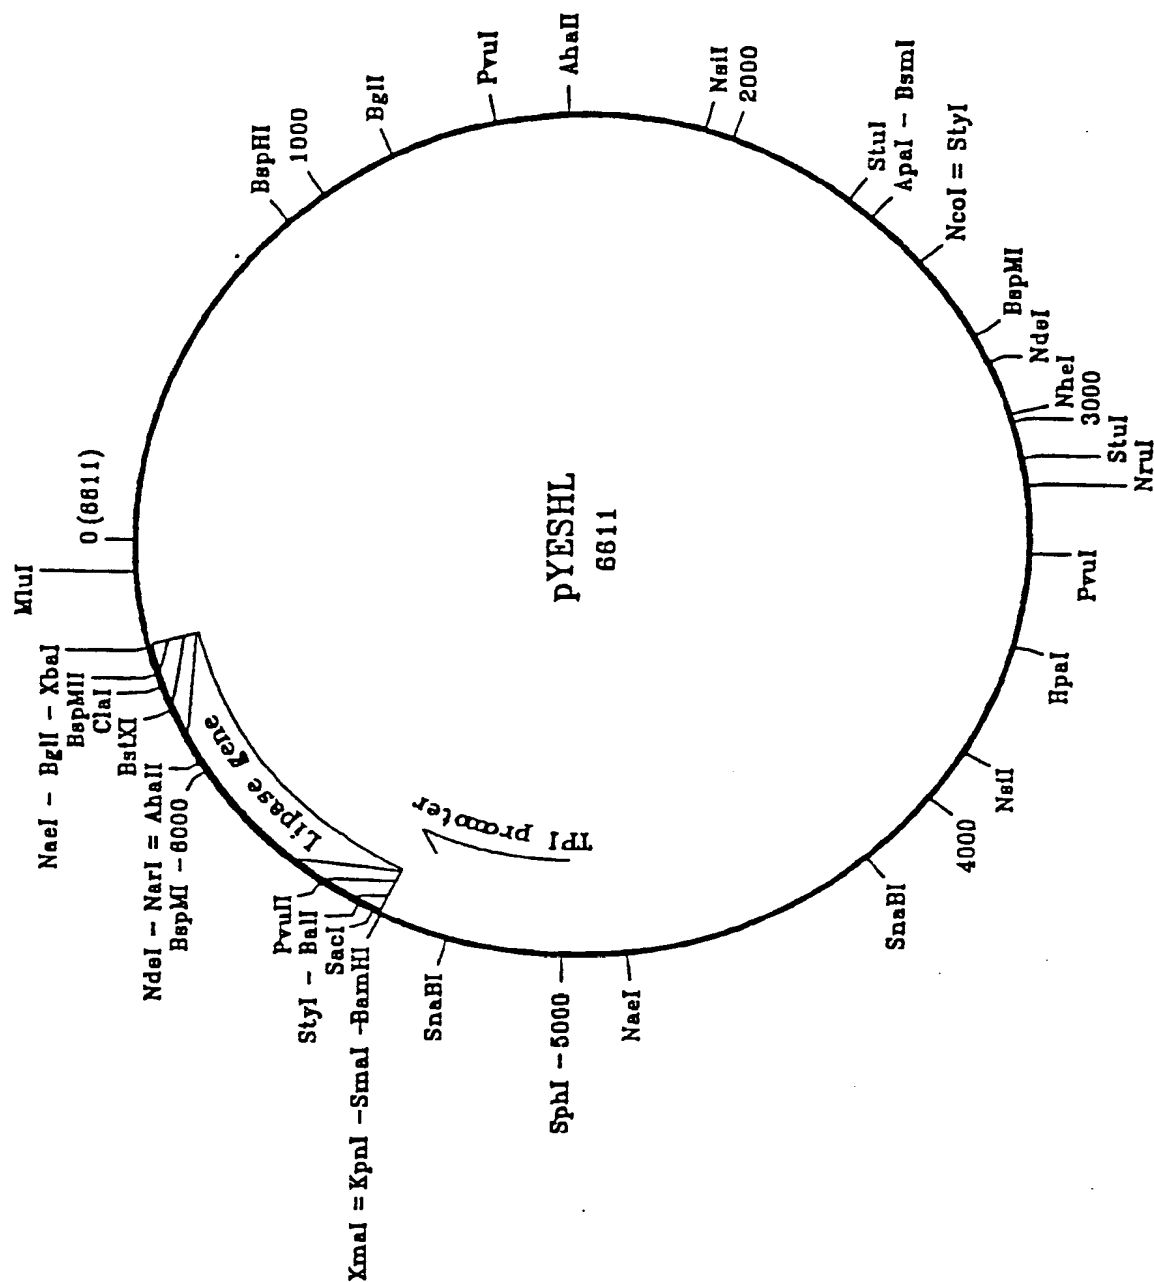 pYESHL
6611
0 (6611)
BspHI
1000
BglI
PvuI
AhaII
NsiI
2000
StuI
ApaI - BsmI
NcoI = StyI
BspMI
NdeI
NheI
3000
StuI
NruI
PvuI
HpaI
NsiI
4000
SnaBI
NaeI
SphI - 5000
SnaBI
XmaI = KpnI - SmaI - BamHI
SacI
StyI - BalI
PvuII
BspMI - 6000
NdeI - NarI = AhaII
BstXI
ClaI
BspMII
NaeI - BglI - XbaI
MluI
Lipase gene
TPI promoter